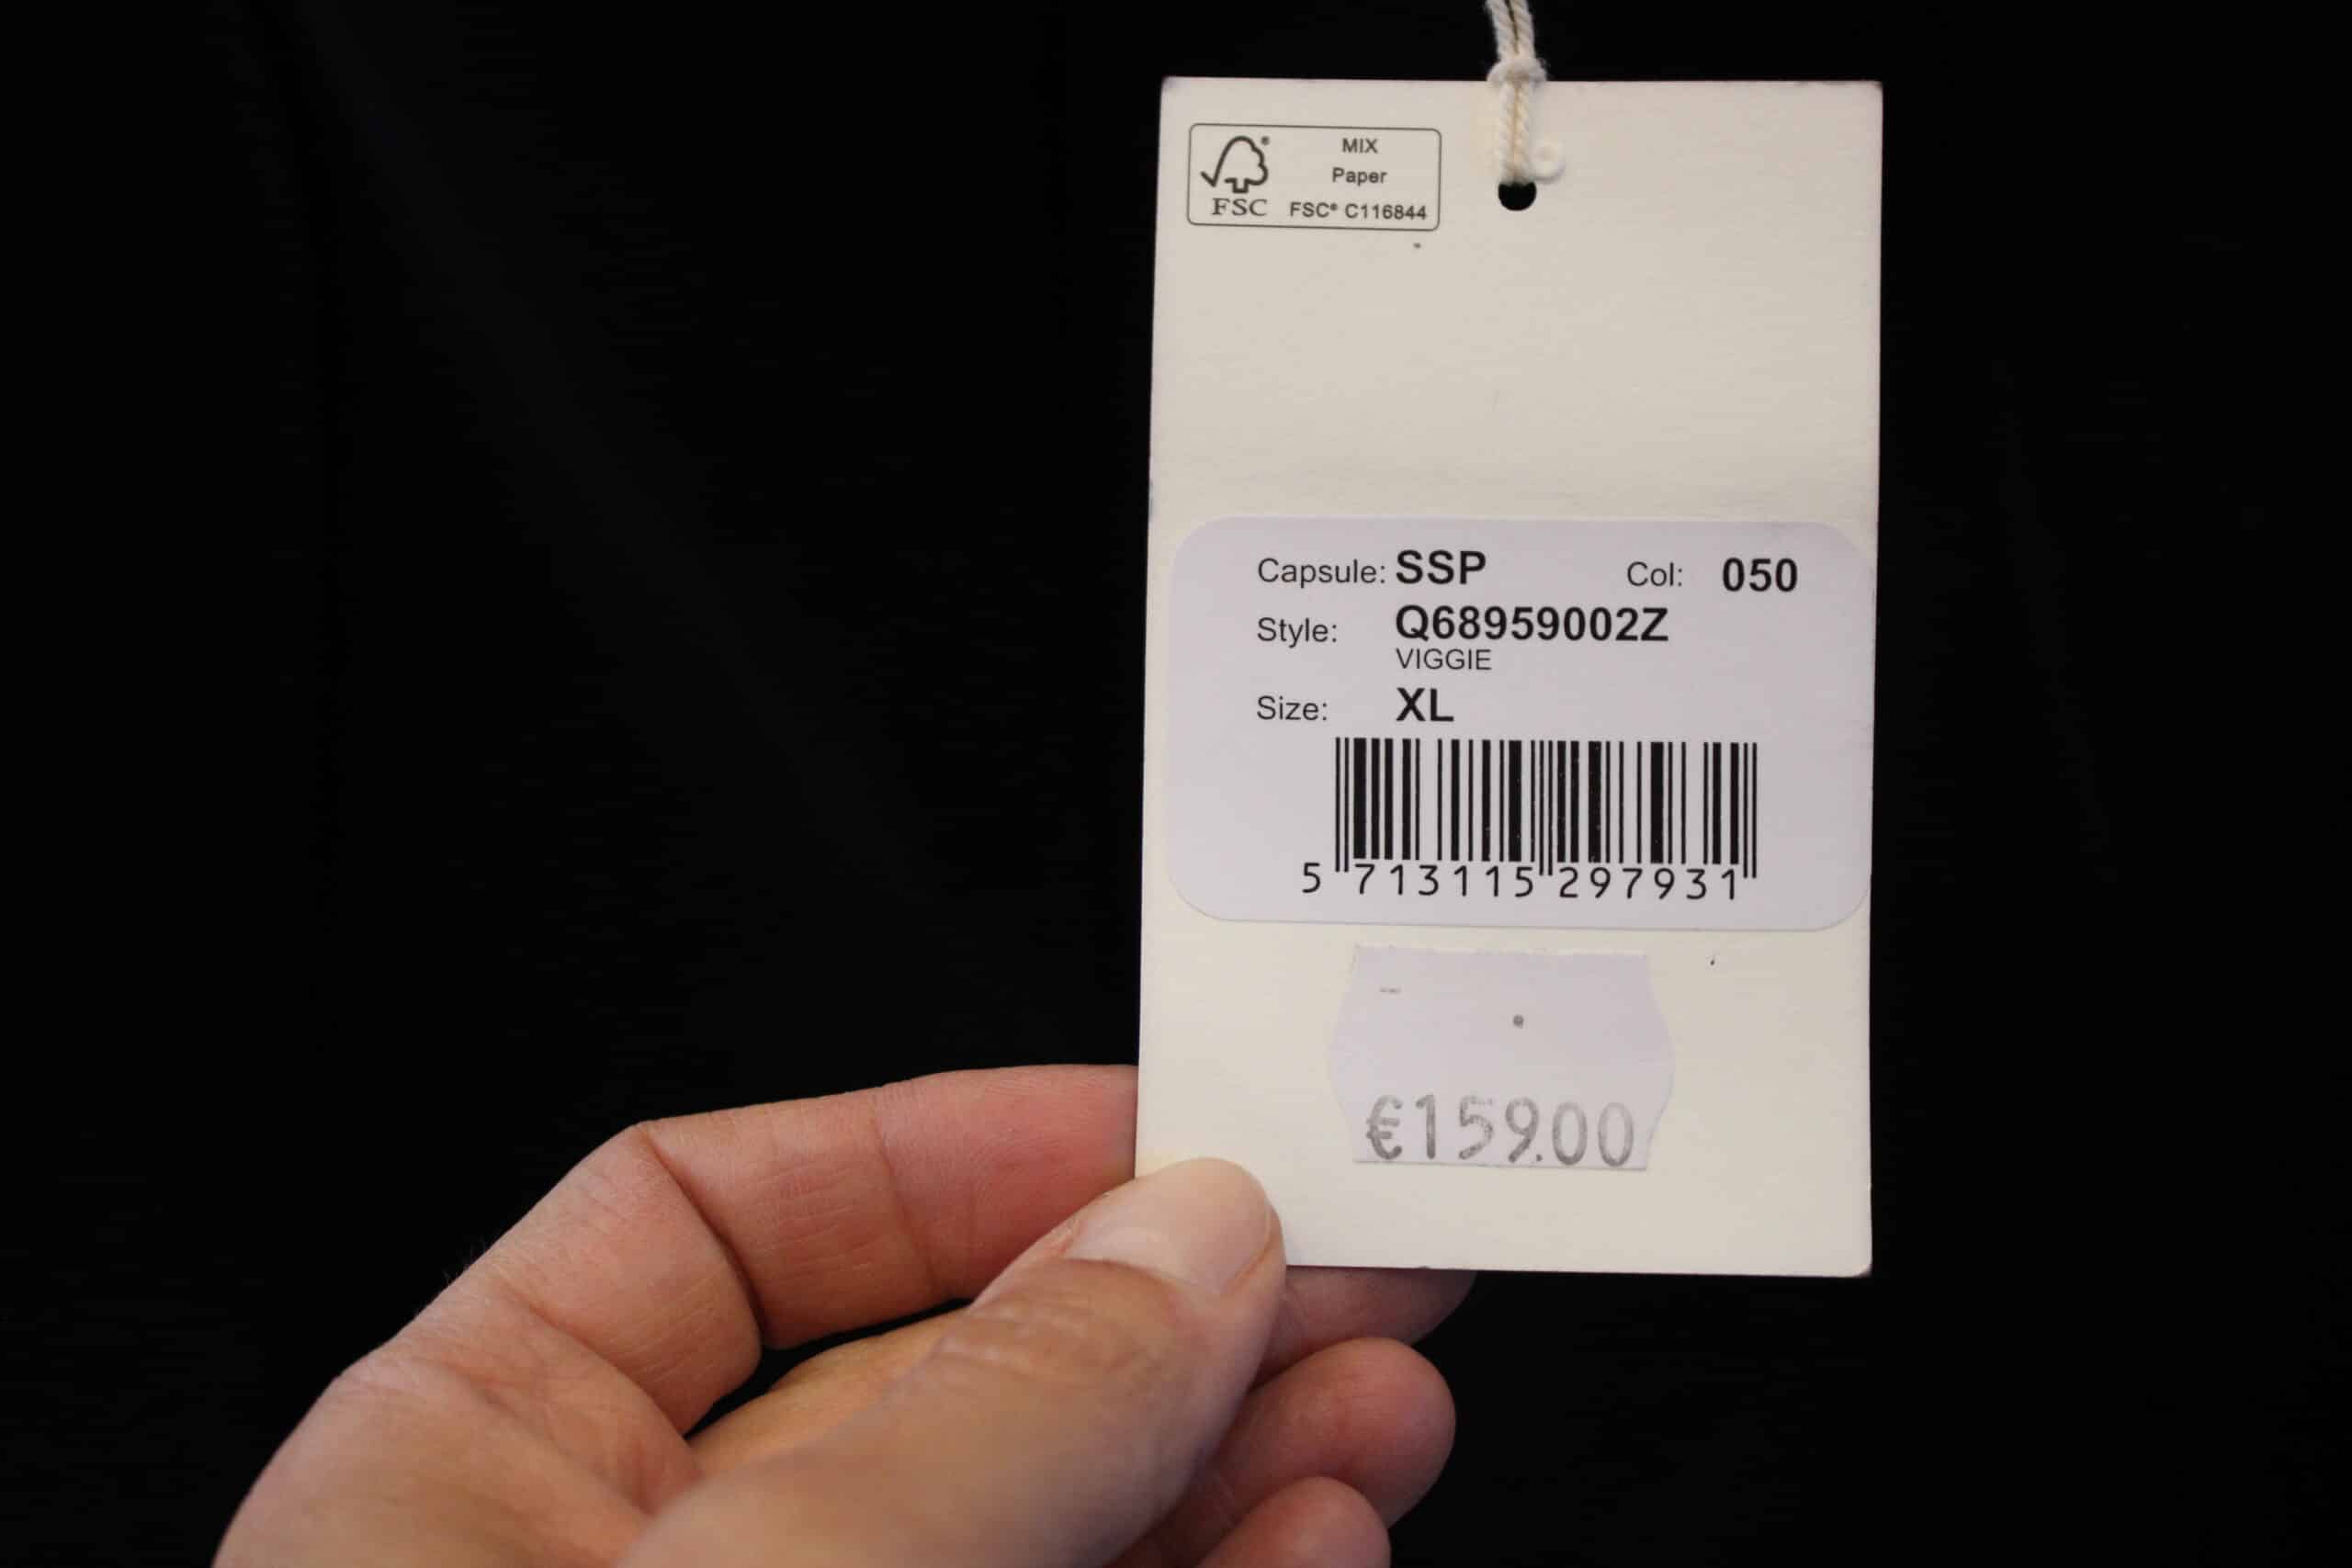 MIX
Paper
FSC FSC® C116844
Capsule: SSP Col: 050
Style: Q68959002Z
VIGGIE
Size: XL
5 713115 297931
€159.00